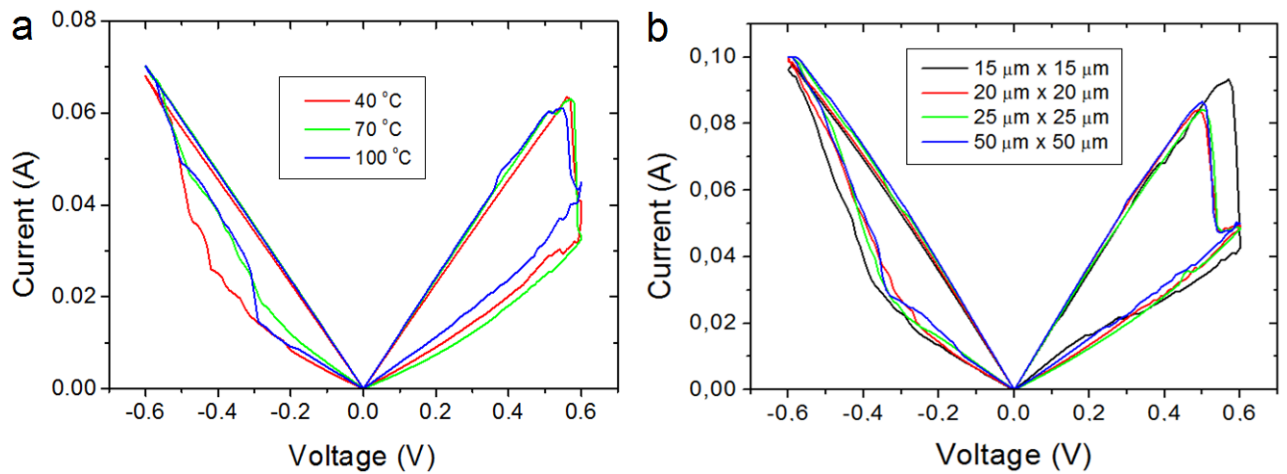 a
0.08
0.06
0.04
0.02
0.00
Current (A)
40 °C
70 °C
100 °C
-0.6 -0.4 -0.2 0.0 0.2 0.4 0.6
Voltage (V)
b
0,10
0,08
0,06
0,04
0,02
0,00
Current (A)
15 μm x 15 μm
20 μm x 20 μm
25 μm x 25 μm
50 μm x 50 μm
-0.6 -0.4 -0.2 0.0 0.2 0.4 0.6
Voltage (V)